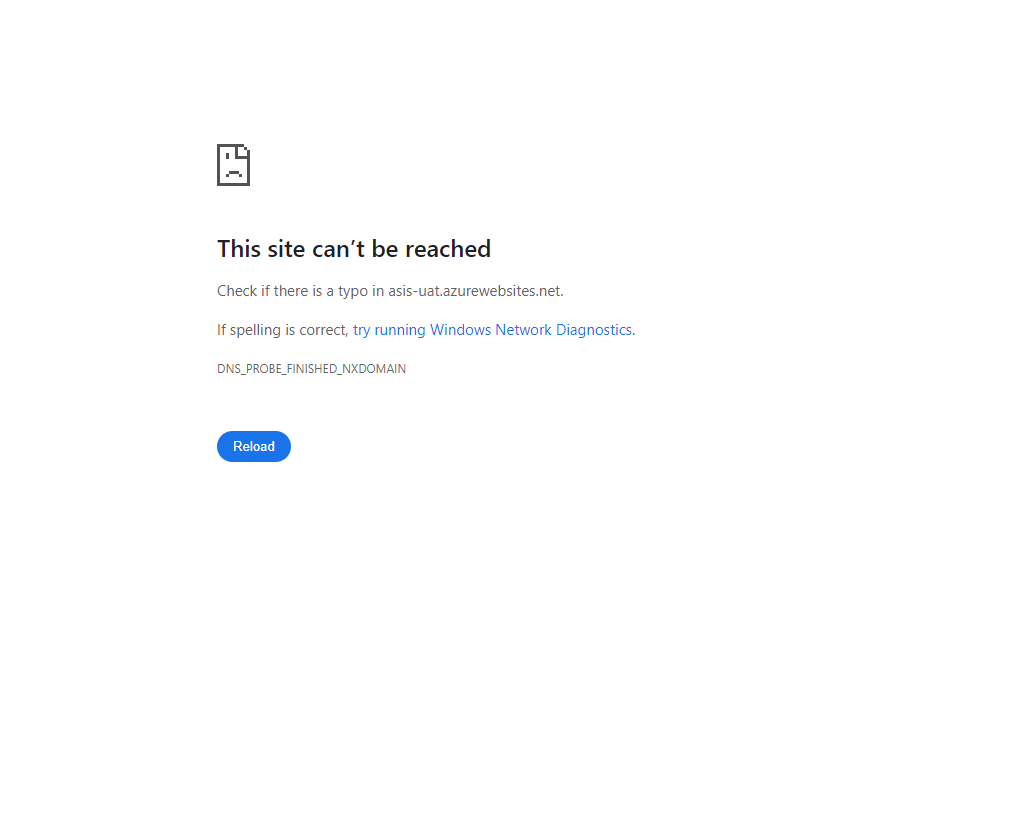 This site can’t be reached
Check if there is a typo in asis-uat.azurewebsites.net.
If spelling is correct, try running Windows Network Diagnostics.
DNS_PROBE_FINISHED_NXDOMAIN
Reload